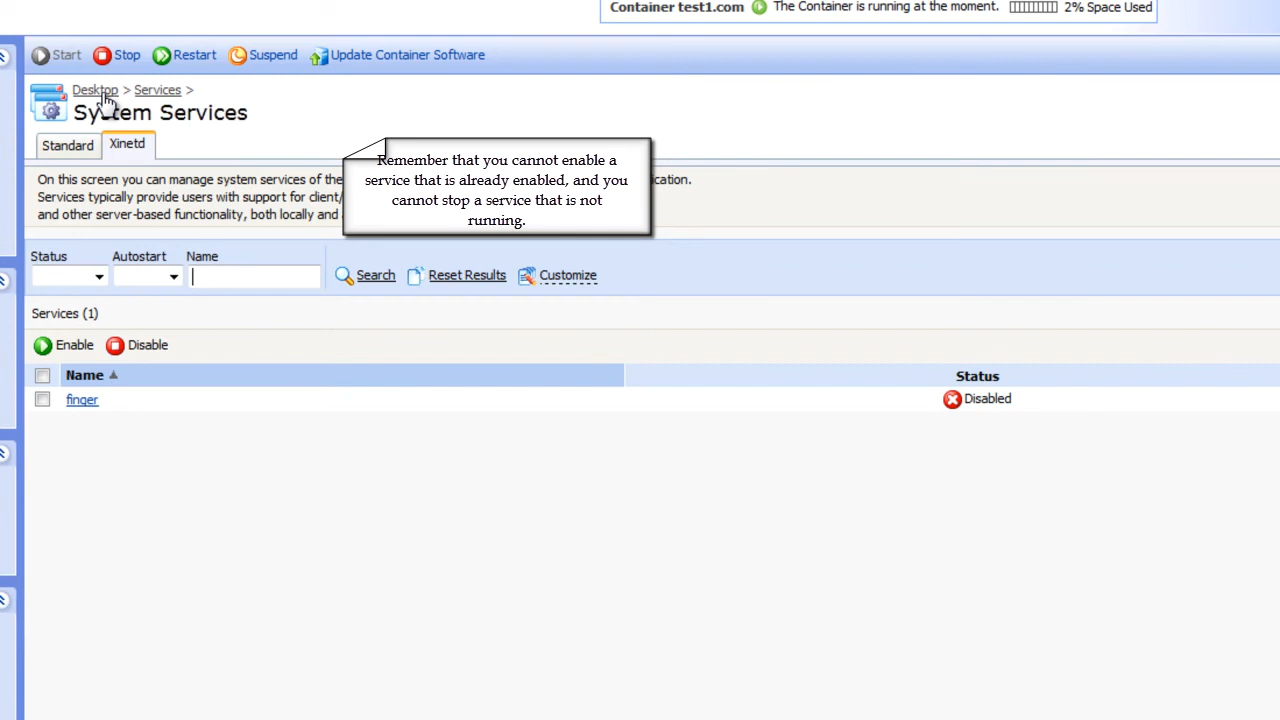 Container test1.com The Container is running at the moment. 2% Space Used
Start Stop Restart Suspend Update Container Software
Desktop > Services >
System Services
Standard Xinetd
Remember that you cannot enable a
service that is already enabled, and you
cannot stop a service that is not
running.
On this screen you can manage system services of the
Services typically provide users with support for client/
and other server-based functionality, both locally and
Status Autostart Name
Search Reset Results Customize
Services (1)
Enable Disable
Name Status
finger Disabled